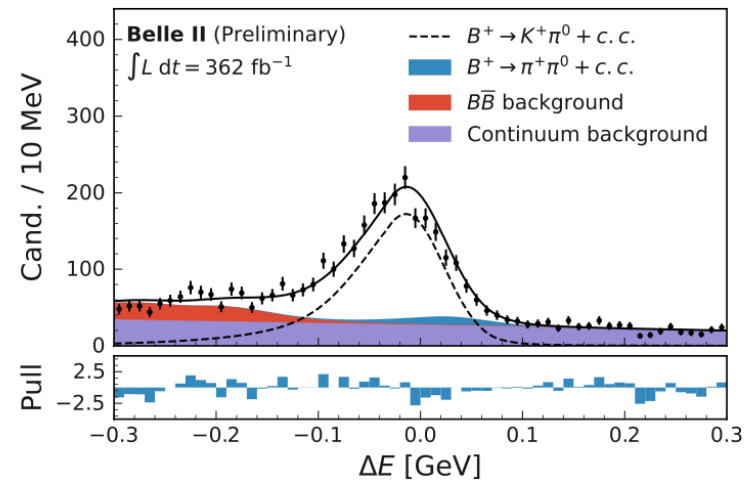 Belle II (Preliminary)
∫L dt = 362 fb⁻¹
B⁺ → K⁺π⁰ + c. c.
B⁺ → π⁺π⁰ + c. c.
BB̅ background
Continuum background
Cand. / 10 MeV
400
300
200
100
0
Pull
2.5
−2.5
−0.3 −0.2 −0.1 0.0 0.1 0.2 0.3
ΔE [GeV]